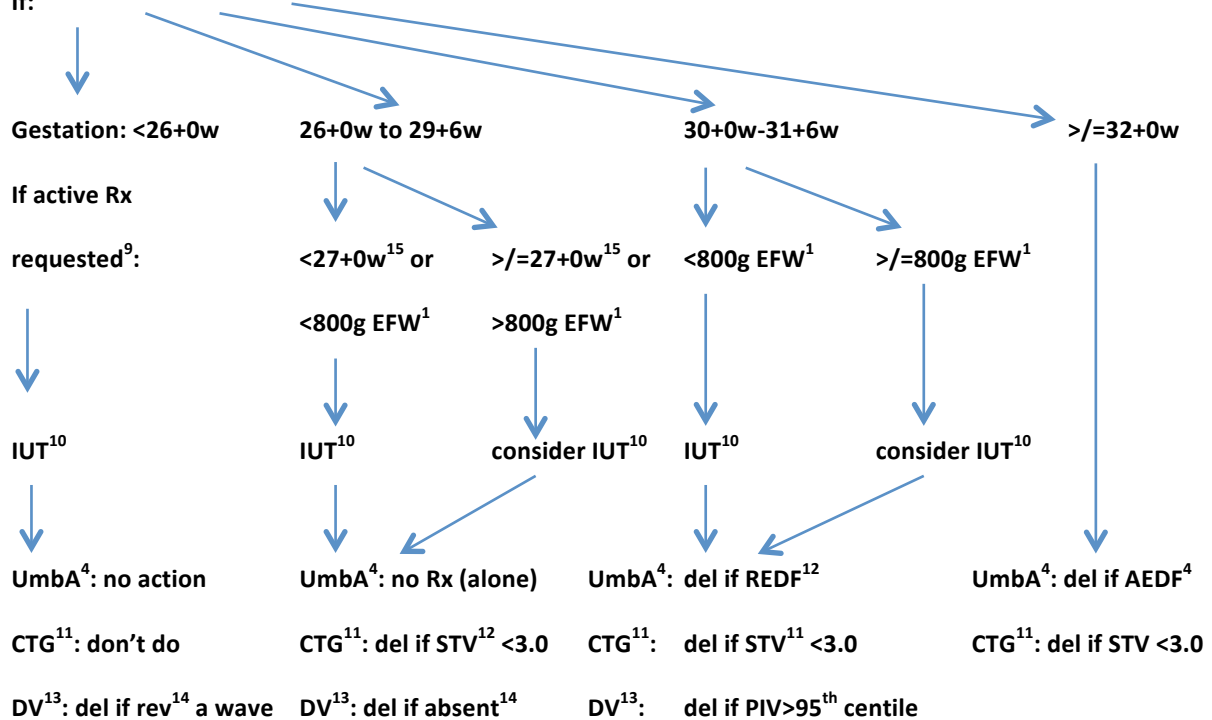 If:
Gestation: <26+0w 26+0w to 29+6w 30+0w-31+6w >/=32+0w
If active Rx
requested9: <27+0w15 or >/=27+0w15 or <800g EFW1 >/=800g EFW1
<800g EFW1 >800g EFW1
IUT10 IUT10 consider IUT10 IUT10 consider IUT10
UmbA4: no action UmbA4: no Rx (alone) UmbA4: del if REDF12 UmbA4: del if AEDF4
CTG11: don't do CTG11: del if STV12 <3.0 CTG11: del if STV11 <3.0 CTG11: del if STV <3.0
DV13: del if rev14 a wave DV13: del if absent14 DV13: del if PIV>95th centile